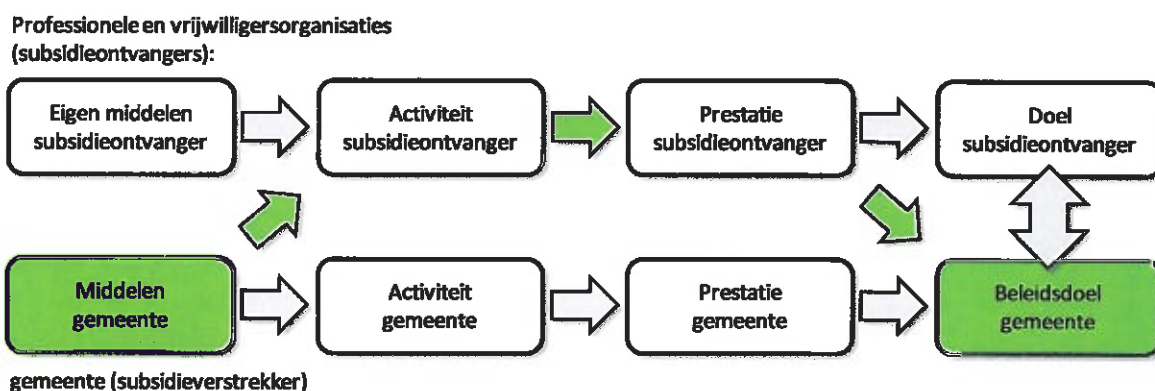 Professionele en vrijwilligersorganisaties
(subsidieontvangers):
Eigen middelen
subsidieontvanger
Activiteit
subsidieontvanger
Prestatie
subsidieontvanger
Doel
subsidieontvanger
Middelen
gemeente
Activiteit
gemeente
Prestatie
gemeente
Beleidsdoel
gemeente
gemeente (subsidieverstrekker)